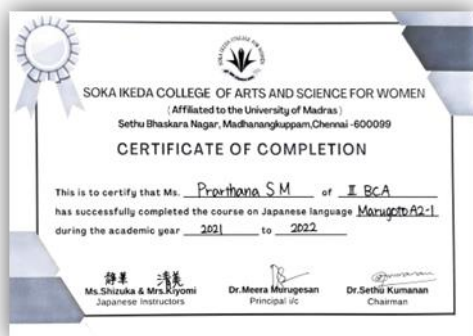 SOKA IKEDA COLLEGE OF ARTS AND SCIENCE FOR WOMEN
(Affiliated to the University of Madras)
Sethu Bhaskara Nagar, Madhanangkuppam,Chennai -600099
CERTIFICATE OF COMPLETION
This is to certify that Ms. Prarthana S M of II BCA
has successfully completed the course on Japanese language Marugoto A2-1
during the academic year 2021 to 2022
静華 清美
Ms.Shizuka & Mrs.Kiyomi
Japanese Instructors
Dr.Meera Murugesan
Principal i/c
Dr.Sethu Kumanan
Chairman